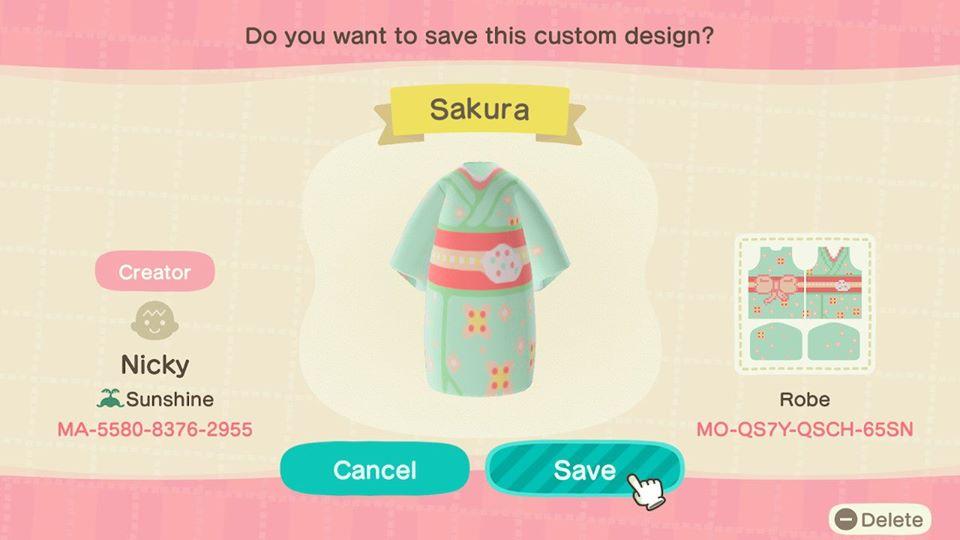 Do you want to save this custom design?
Sakura
Creator
Nicky
Sunshine
MA-5580-8376-2955
Robe
MO-QS7Y-QSCH-65SN
Cancel
Save
Delete